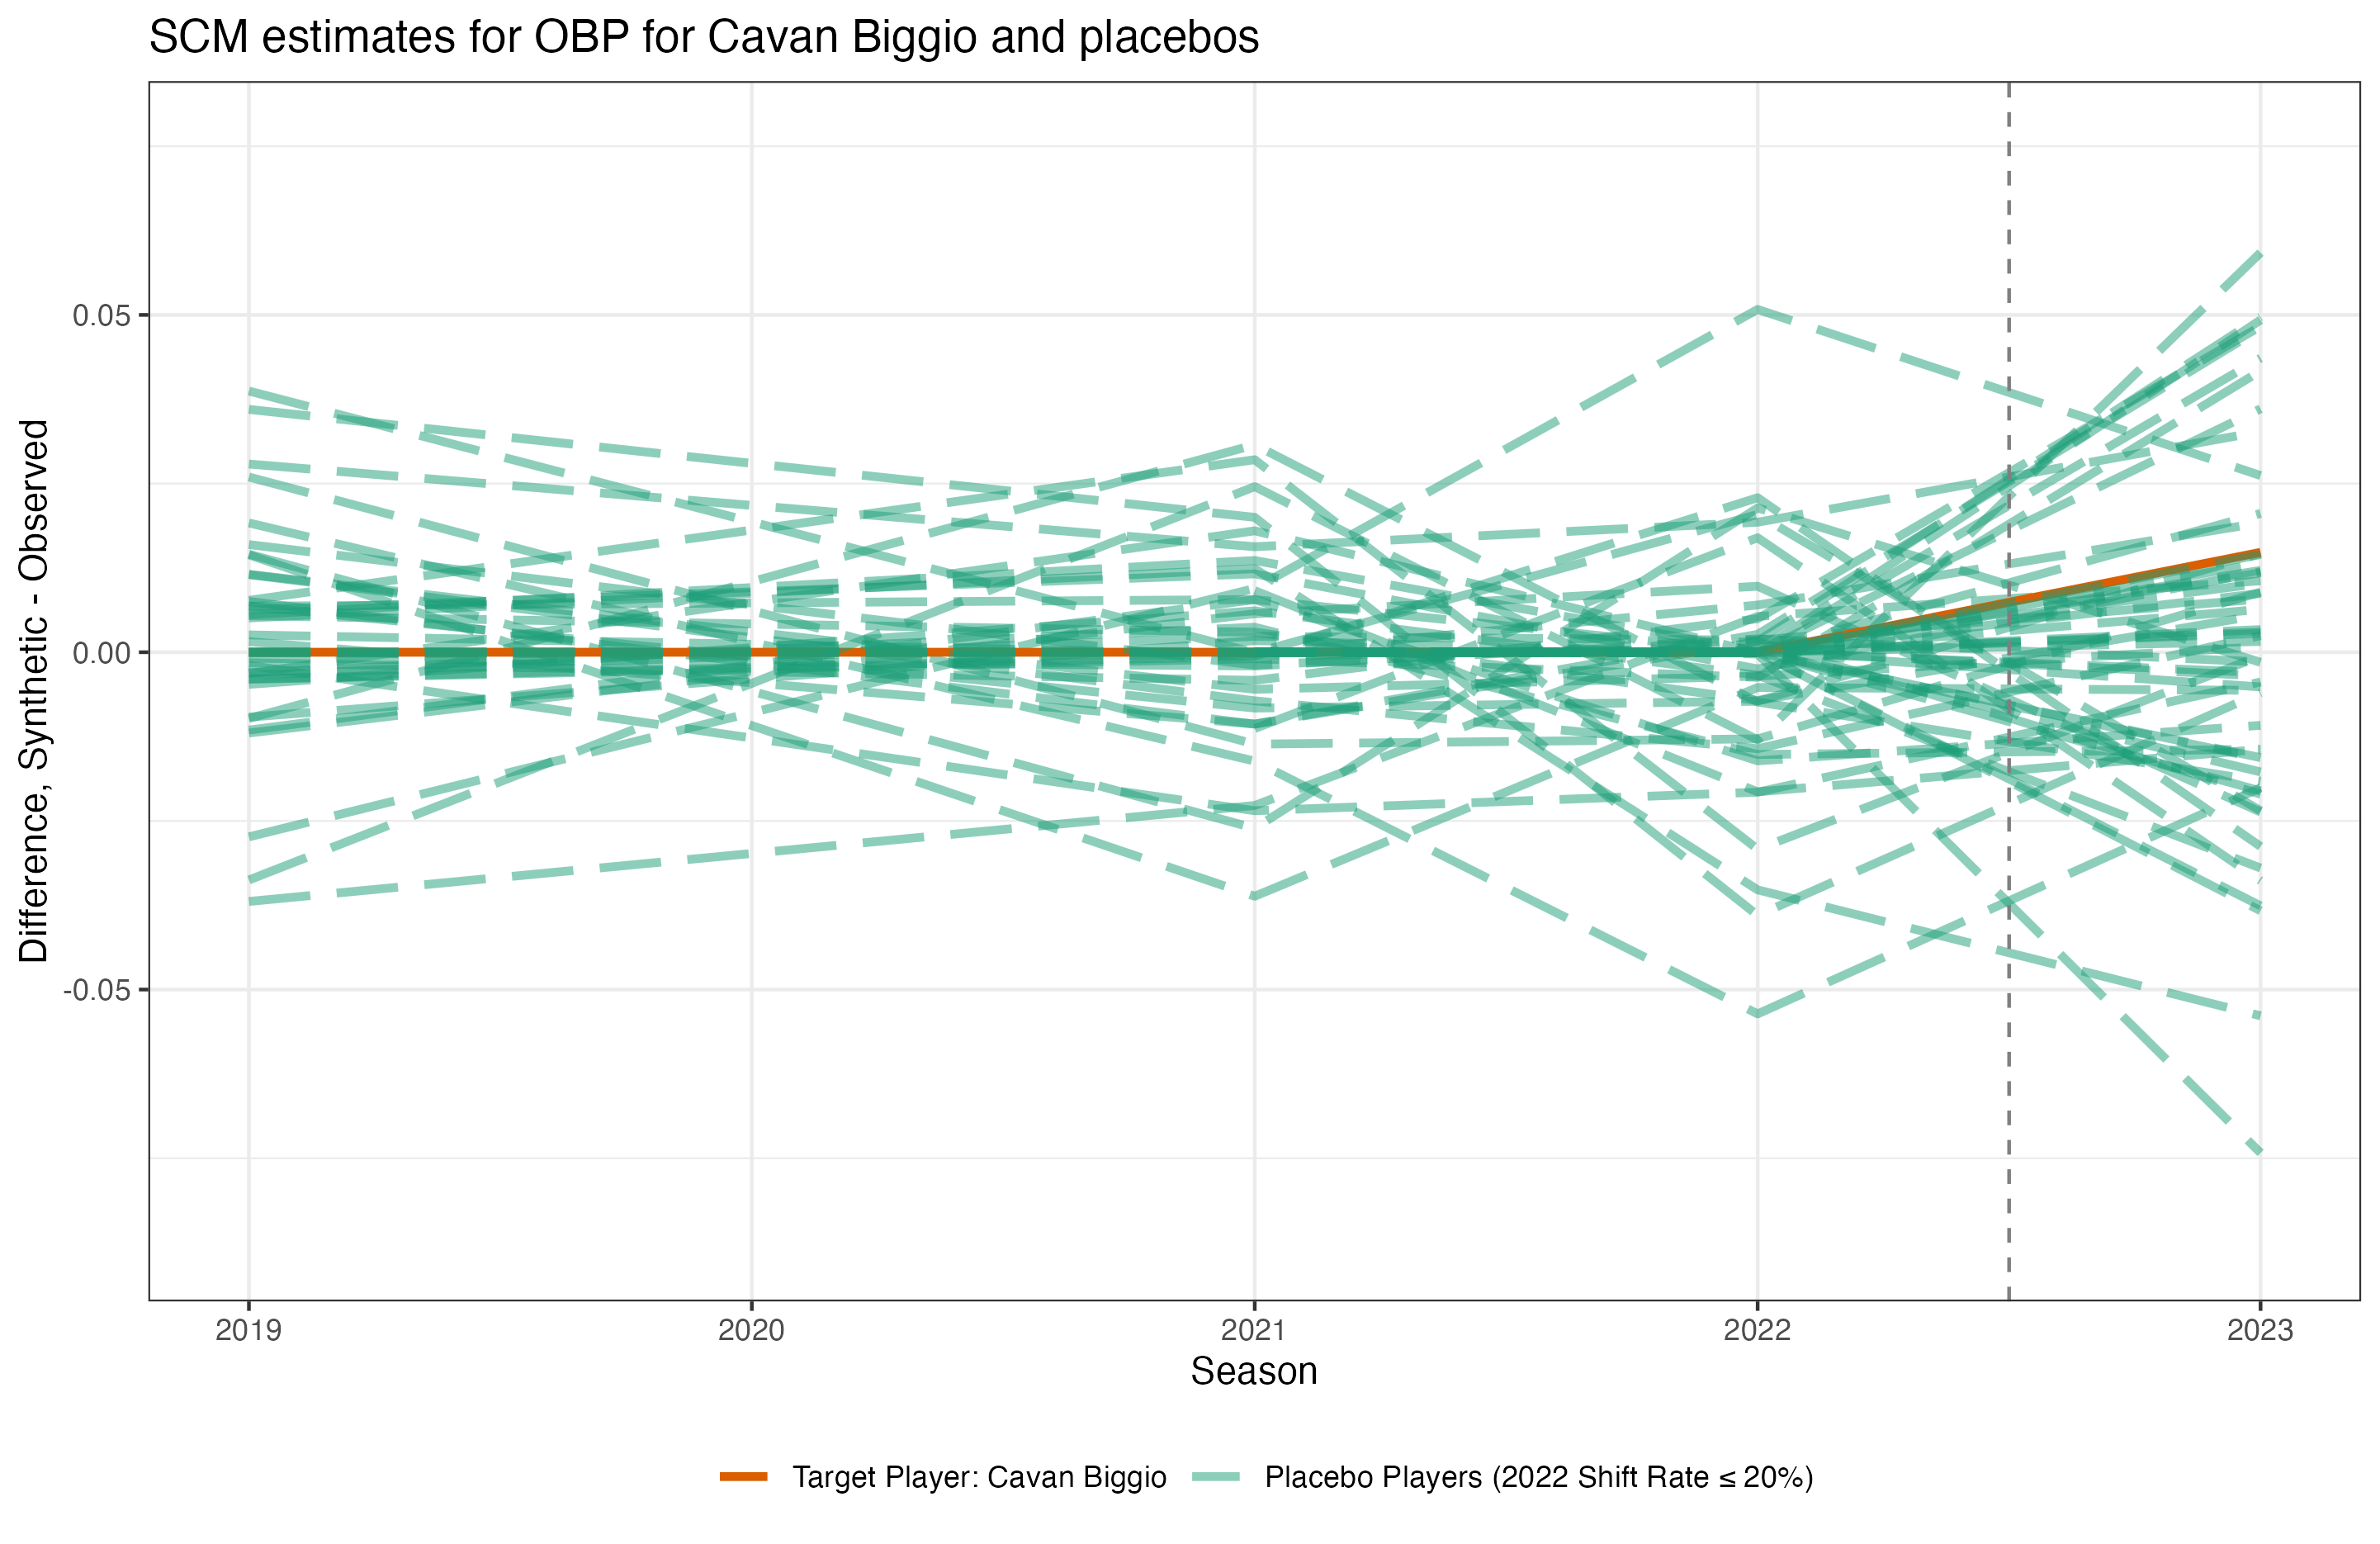 SCM estimates for OBP for Cavan Biggio and placebos
Difference, Synthetic - Observed
0.05
0.00
-0.05
2019 2020 2021 2022 2023
Season
Target Player: Cavan Biggio Placebo Players (2022 Shift Rate ≤ 20%)